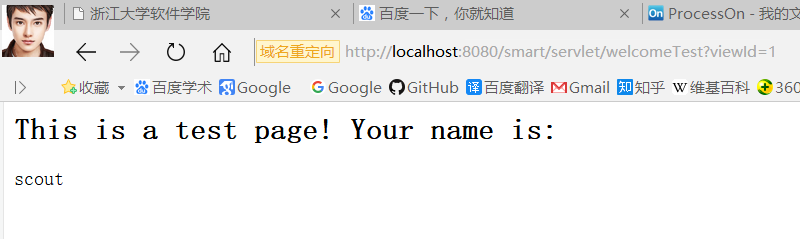 浙江大学软件学院 百度一下，你就知道 On ProcessOn - 我的文
域名重定向 http://localhost:8080/smart/servlet/welcomeTest?viewId=1
收藏 百度学术 Google Google GitHub 译 百度翻译 Gmail 知 知乎 W 维基百科 360
This is a test page! Your name is:
scout